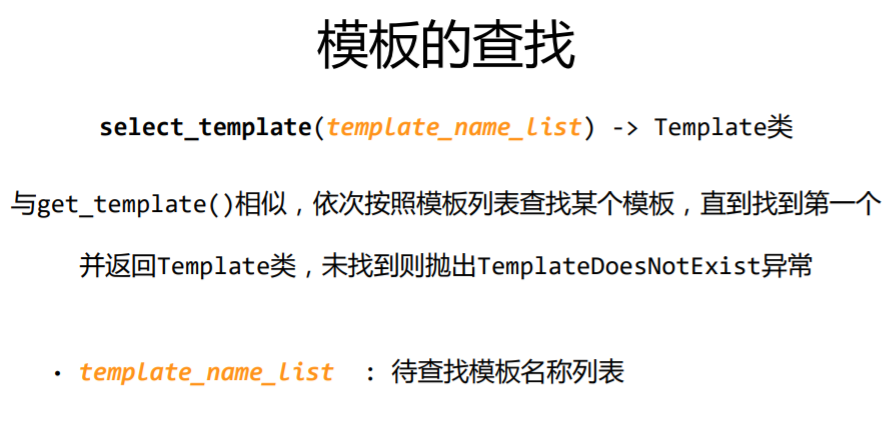 模板的查找
select_template(template_name_list) -> Template类
与get_template()相似，依次按照模板列表查找某个模板，直到找到第一个
并返回Template类，未找到则抛出TemplateDoesNotExist异常
· template_name_list ：待查找模板名称列表